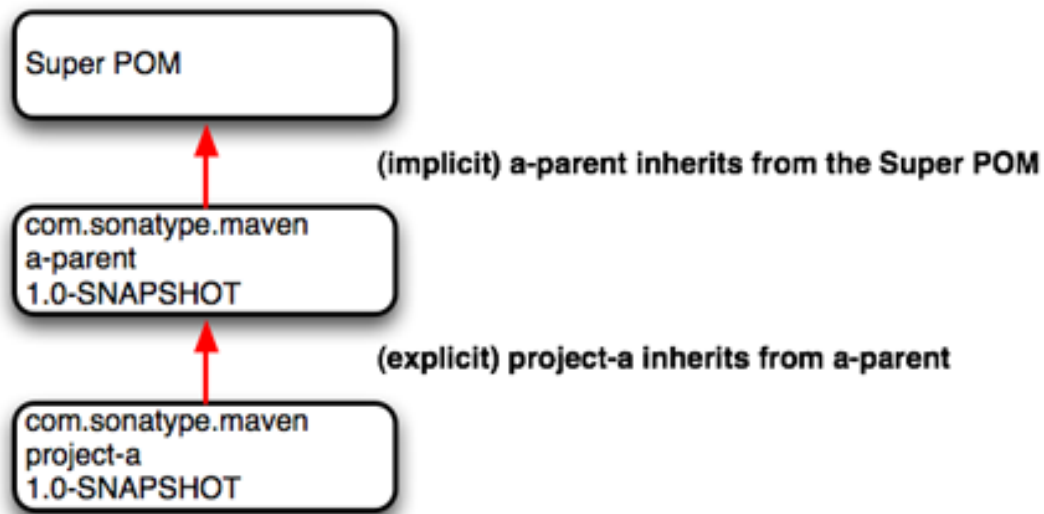 Super POM
(implicit) a-parent inherits from the Super POM
com.sonatype.maven
a-parent
1.0-SNAPSHOT
(explicit) project-a inherits from a-parent
com.sonatype.maven
project-a
1.0-SNAPSHOT